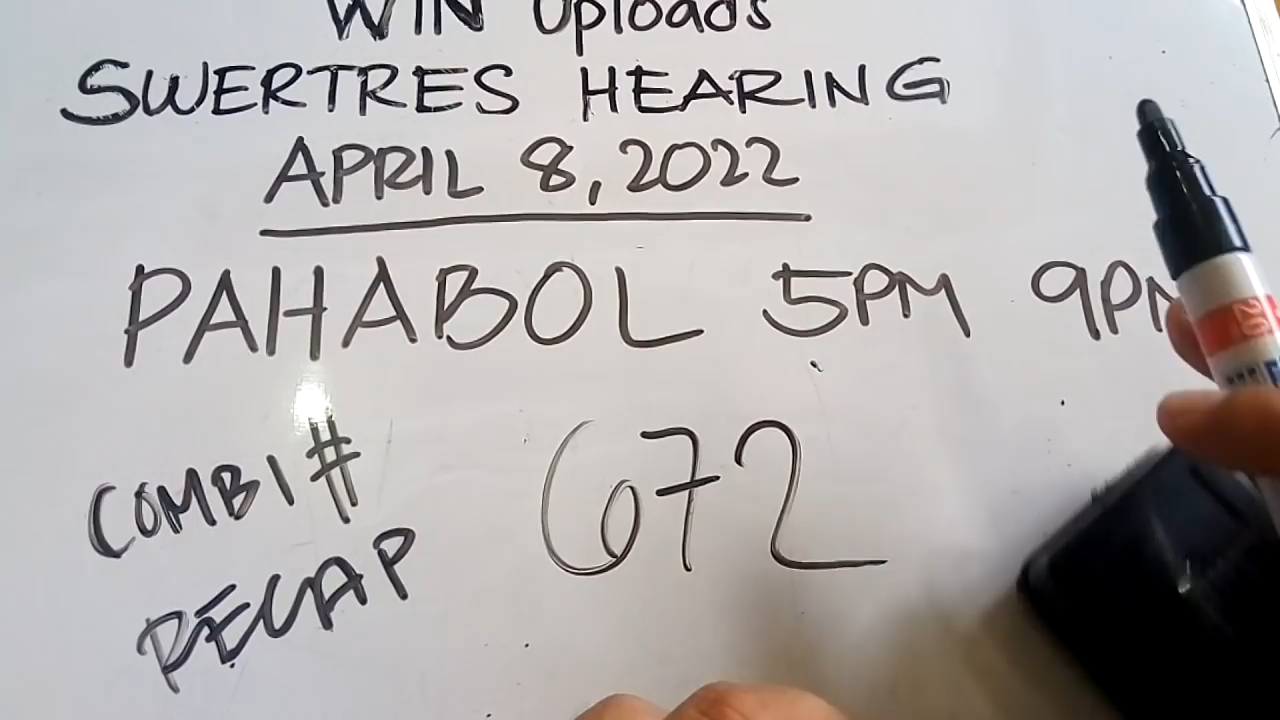 WIN Uploads
SWERTRES HEARING
APRIL 8, 2022
PAHABOL 5PM 9PM
COMBI # 672
RECAP